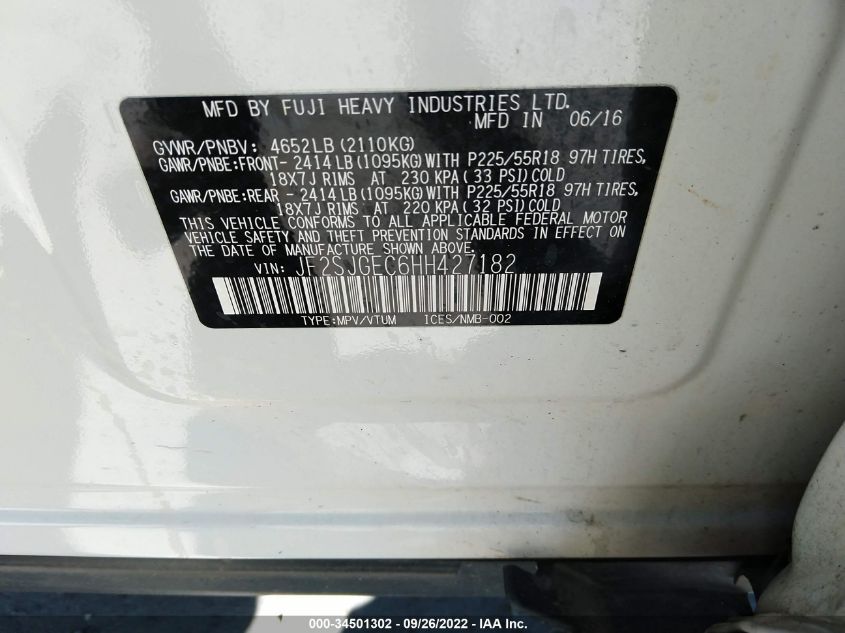 MFD BY FUJI HEAVY INDUSTRIES LTD.
MFD IN 06/16
GVWR/PNBV: 4652LB (2110KG)
GAWR/PNBE:FRONT- 2414LB(1095KG)WITH P225/55R18 97H TIRES,
18X7J RIMS AT 230 KPA( 33 PSI)COLD
GAWR/PNBE:REAR - 2414LB(1095KG)WITH P225/55R18 97H TIRES,
18X7J RIMS AT 220 KPA( 32 PSI)COLD
THIS VEHICLE CONFORMS TO ALL APPLICABLE FEDERAL MOTOR
VEHICLE SAFETY AND THEFT PREVENTION STANDARDS IN EFFECT ON
THE DATE OF MANUFACTURE SHOWN ABOVE.
VIN: JF2SJGEC6HH427182
TYPE:MPV/VTUM ICES/NMB-002
000-34501302 - 09/26/2022 - IAA Inc.